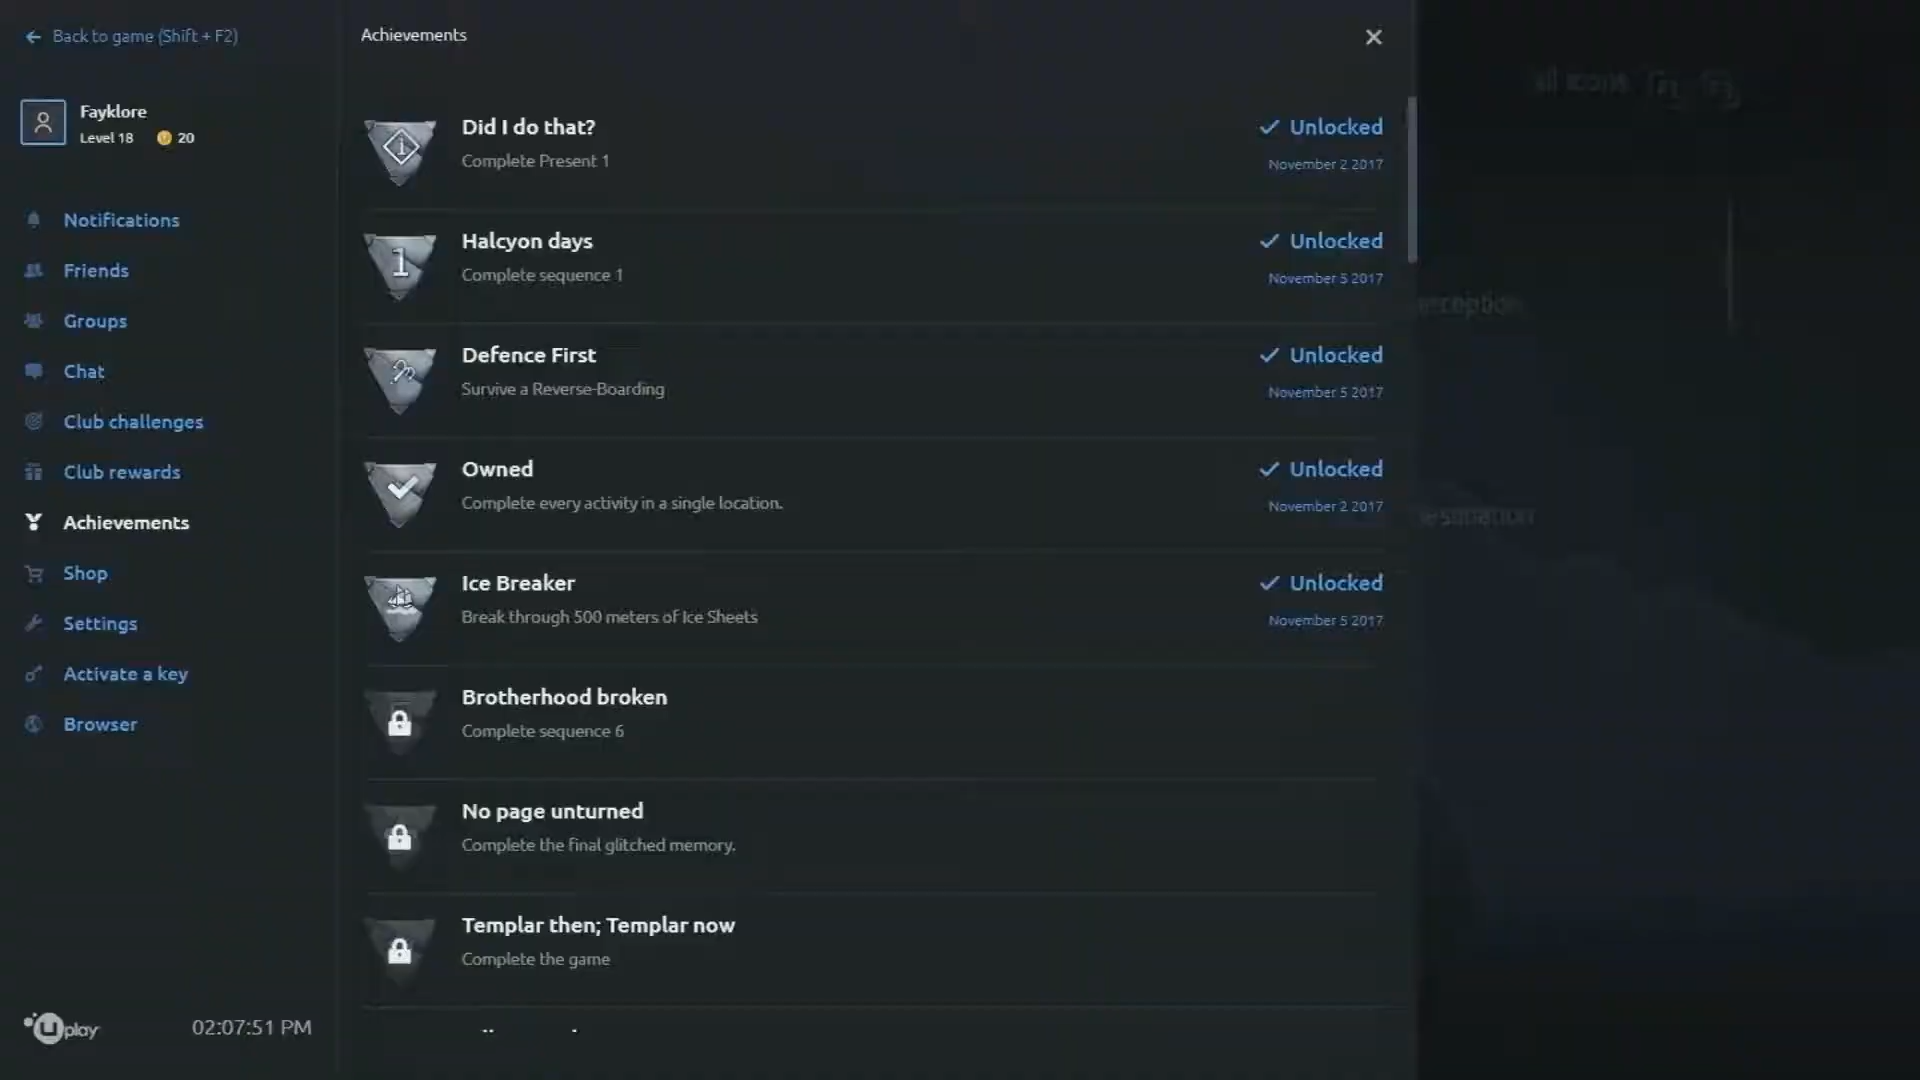 Back to game (Shift + F2)
Achievements
Fayklore
Level 18 20
Notifications
Friends
Groups
Chat
Club challenges
Club rewards
Achievements
Shop
Settings
Activate a key
Browser
uplay 02:07:51 PM
Did I do that?
Complete Present 1
Unlocked
November 2 2017
Halcyon days
Complete sequence 1
Unlocked
November 5 2017
Defence First
Survive a Reverse-Boarding
Unlocked
November 5 2017
Owned
Complete every activity in a single location.
Unlocked
November 2 2017
Ice Breaker
Break through 500 meters of Ice Sheets
Unlocked
November 5 2017
Brotherhood broken
Complete sequence 6
No page unturned
Complete the final glitched memory.
Templar then; Templar now
Complete the game